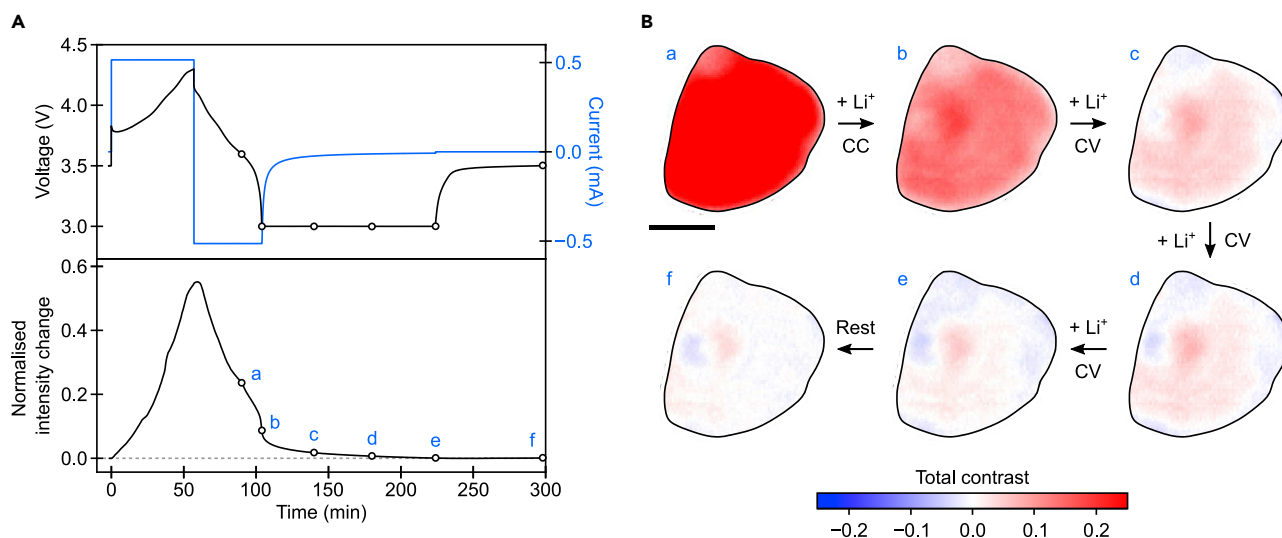 A
4.5
4.0
3.5
3.0
Voltage (V)
0.5
0.0
−0.5
Current (mA)
0.6
0.4
0.2
0.0
Normalised
intensity change
a
b
c
d
e
f
0
50
100
150
200
250
300
Time (min)
B
a
+ Li⁺
CC
b
+ Li⁺
CV
c
+ Li⁺ CV
f
Rest
e
+ Li⁺
CV
d
Total contrast
−0.2
−0.1
0.0
0.1
0.2